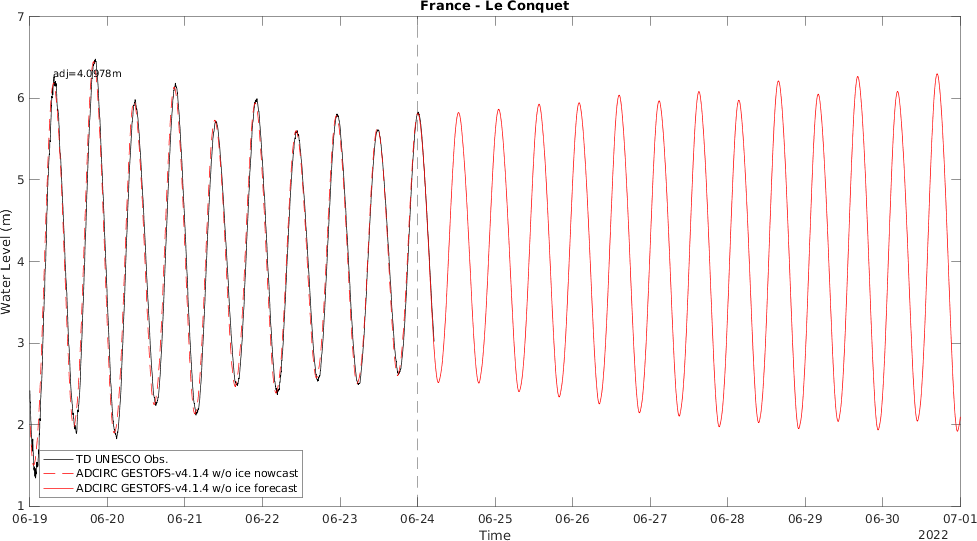 France - Le Conquet
7
6
5
4
3
2
1
Water Level (m)
adj=4.0978m
TD UNESCO Obs.
ADCIRC GESTOFS-v4.1.4 w/o ice nowcast
ADCIRC GESTOFS-v4.1.4 w/o ice forecast
06-19 06-20 06-21 06-22 06-23 06-24 06-25 06-26 06-27 06-28 06-29 06-30 07-01
Time
2022